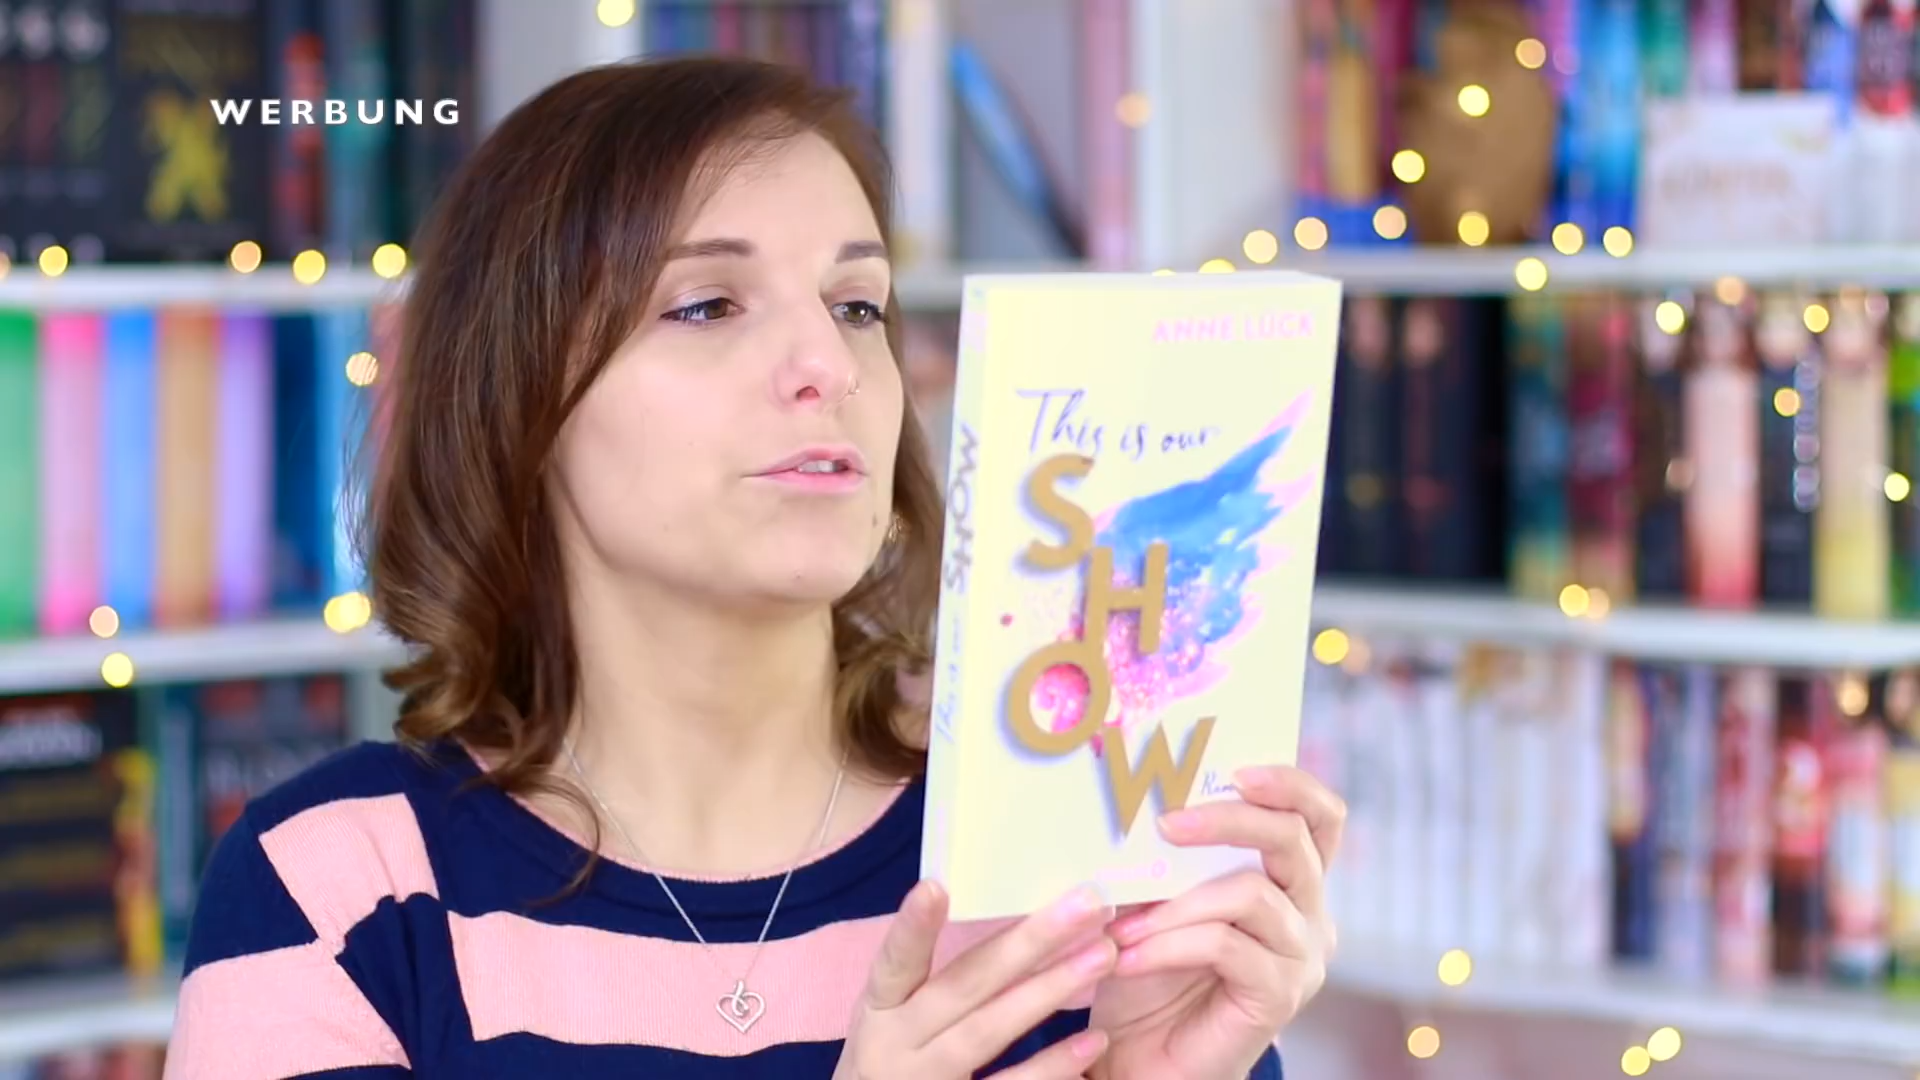 WERBUNG
ANNE LÜCK
This is our
SHOW
This is our SHOW